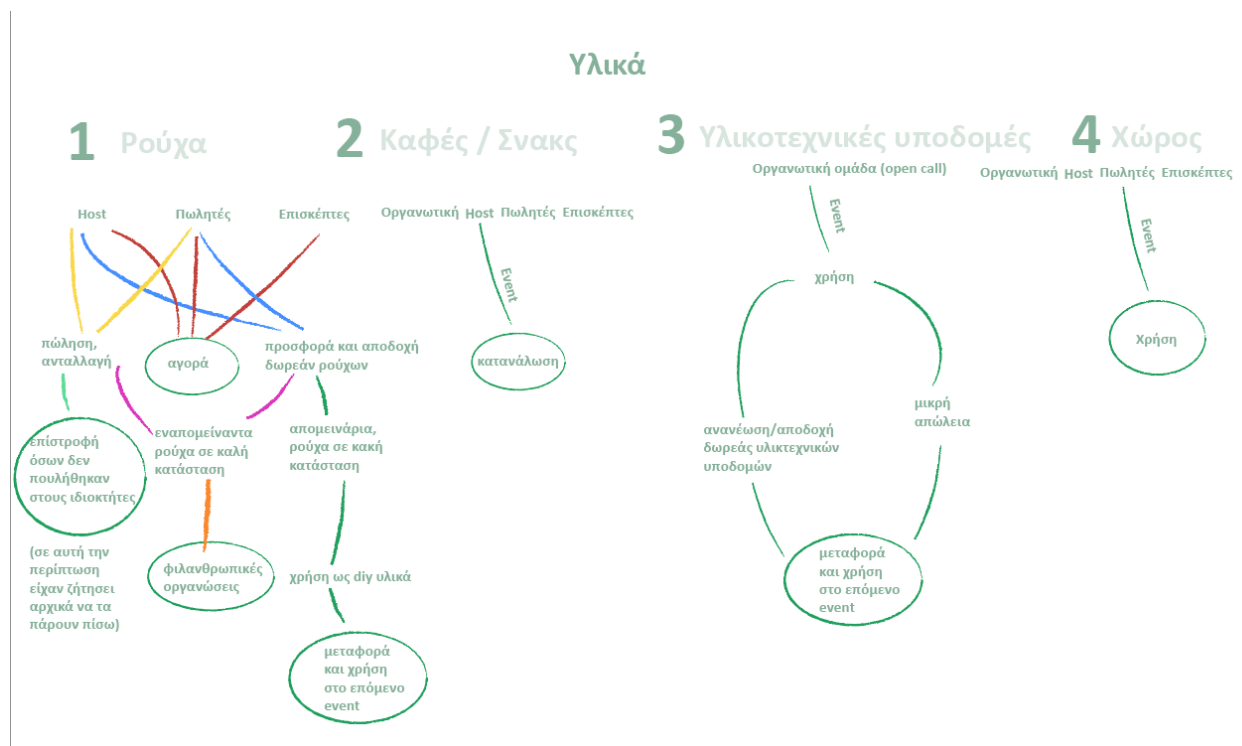 Υλικά
1 Ρούχα
Host Πωλητές Επισκέπτες
πώληση,
ανταλλαγή
αγορά
προσφορά και αποδοχή
δωρεάν ρούχων
επίστροφή
όσων δεν
πουλήθηκαν
στους ιδιοκτήτες
(σε αυτή την
περίπτωση
είχαν ζήτησει
αρχικά να τα
πάρουν πίσω)
εναπομείναντα
ρούχα σε καλή
κατάσταση
φιλανθρωπικές
οργανώσεις
απομεινάρια,
ρούχα σε κακή
κατάσταση
χρήση ως diy υλικά
μεταφορά
και χρήση
στο επόμενο
event
2 Καφές / Σνακς
Οργανωτική Host Πωλητές Επισκέπτες
Event
κατανάλωση
3 Υλικοτεχνικές υποδομές
Οργανωτική ομάδα (open call)
Event
χρήση
ανανέωση/αποδοχή
δωρεάς υλικτεχνικών
υποδομών
μικρή
απώλεια
μεταφορά
και χρήση
στο επόμενο
event
4 Χώρος
Οργανωτική Host Πωλητές Επισκέπτες
Event
Χρήση